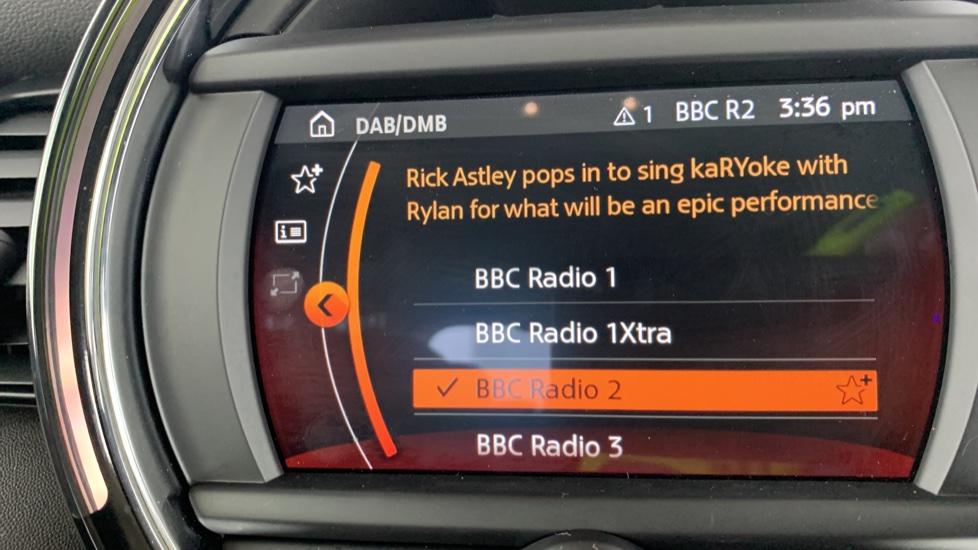 DAB/DMB
1 BBC R2 3:36 pm
Rick Astley pops in to sing kaRYoke with
Rylan for what will be an epic performance
BBC Radio 1
BBC Radio 1Xtra
BBC Radio 2
BBC Radio 3